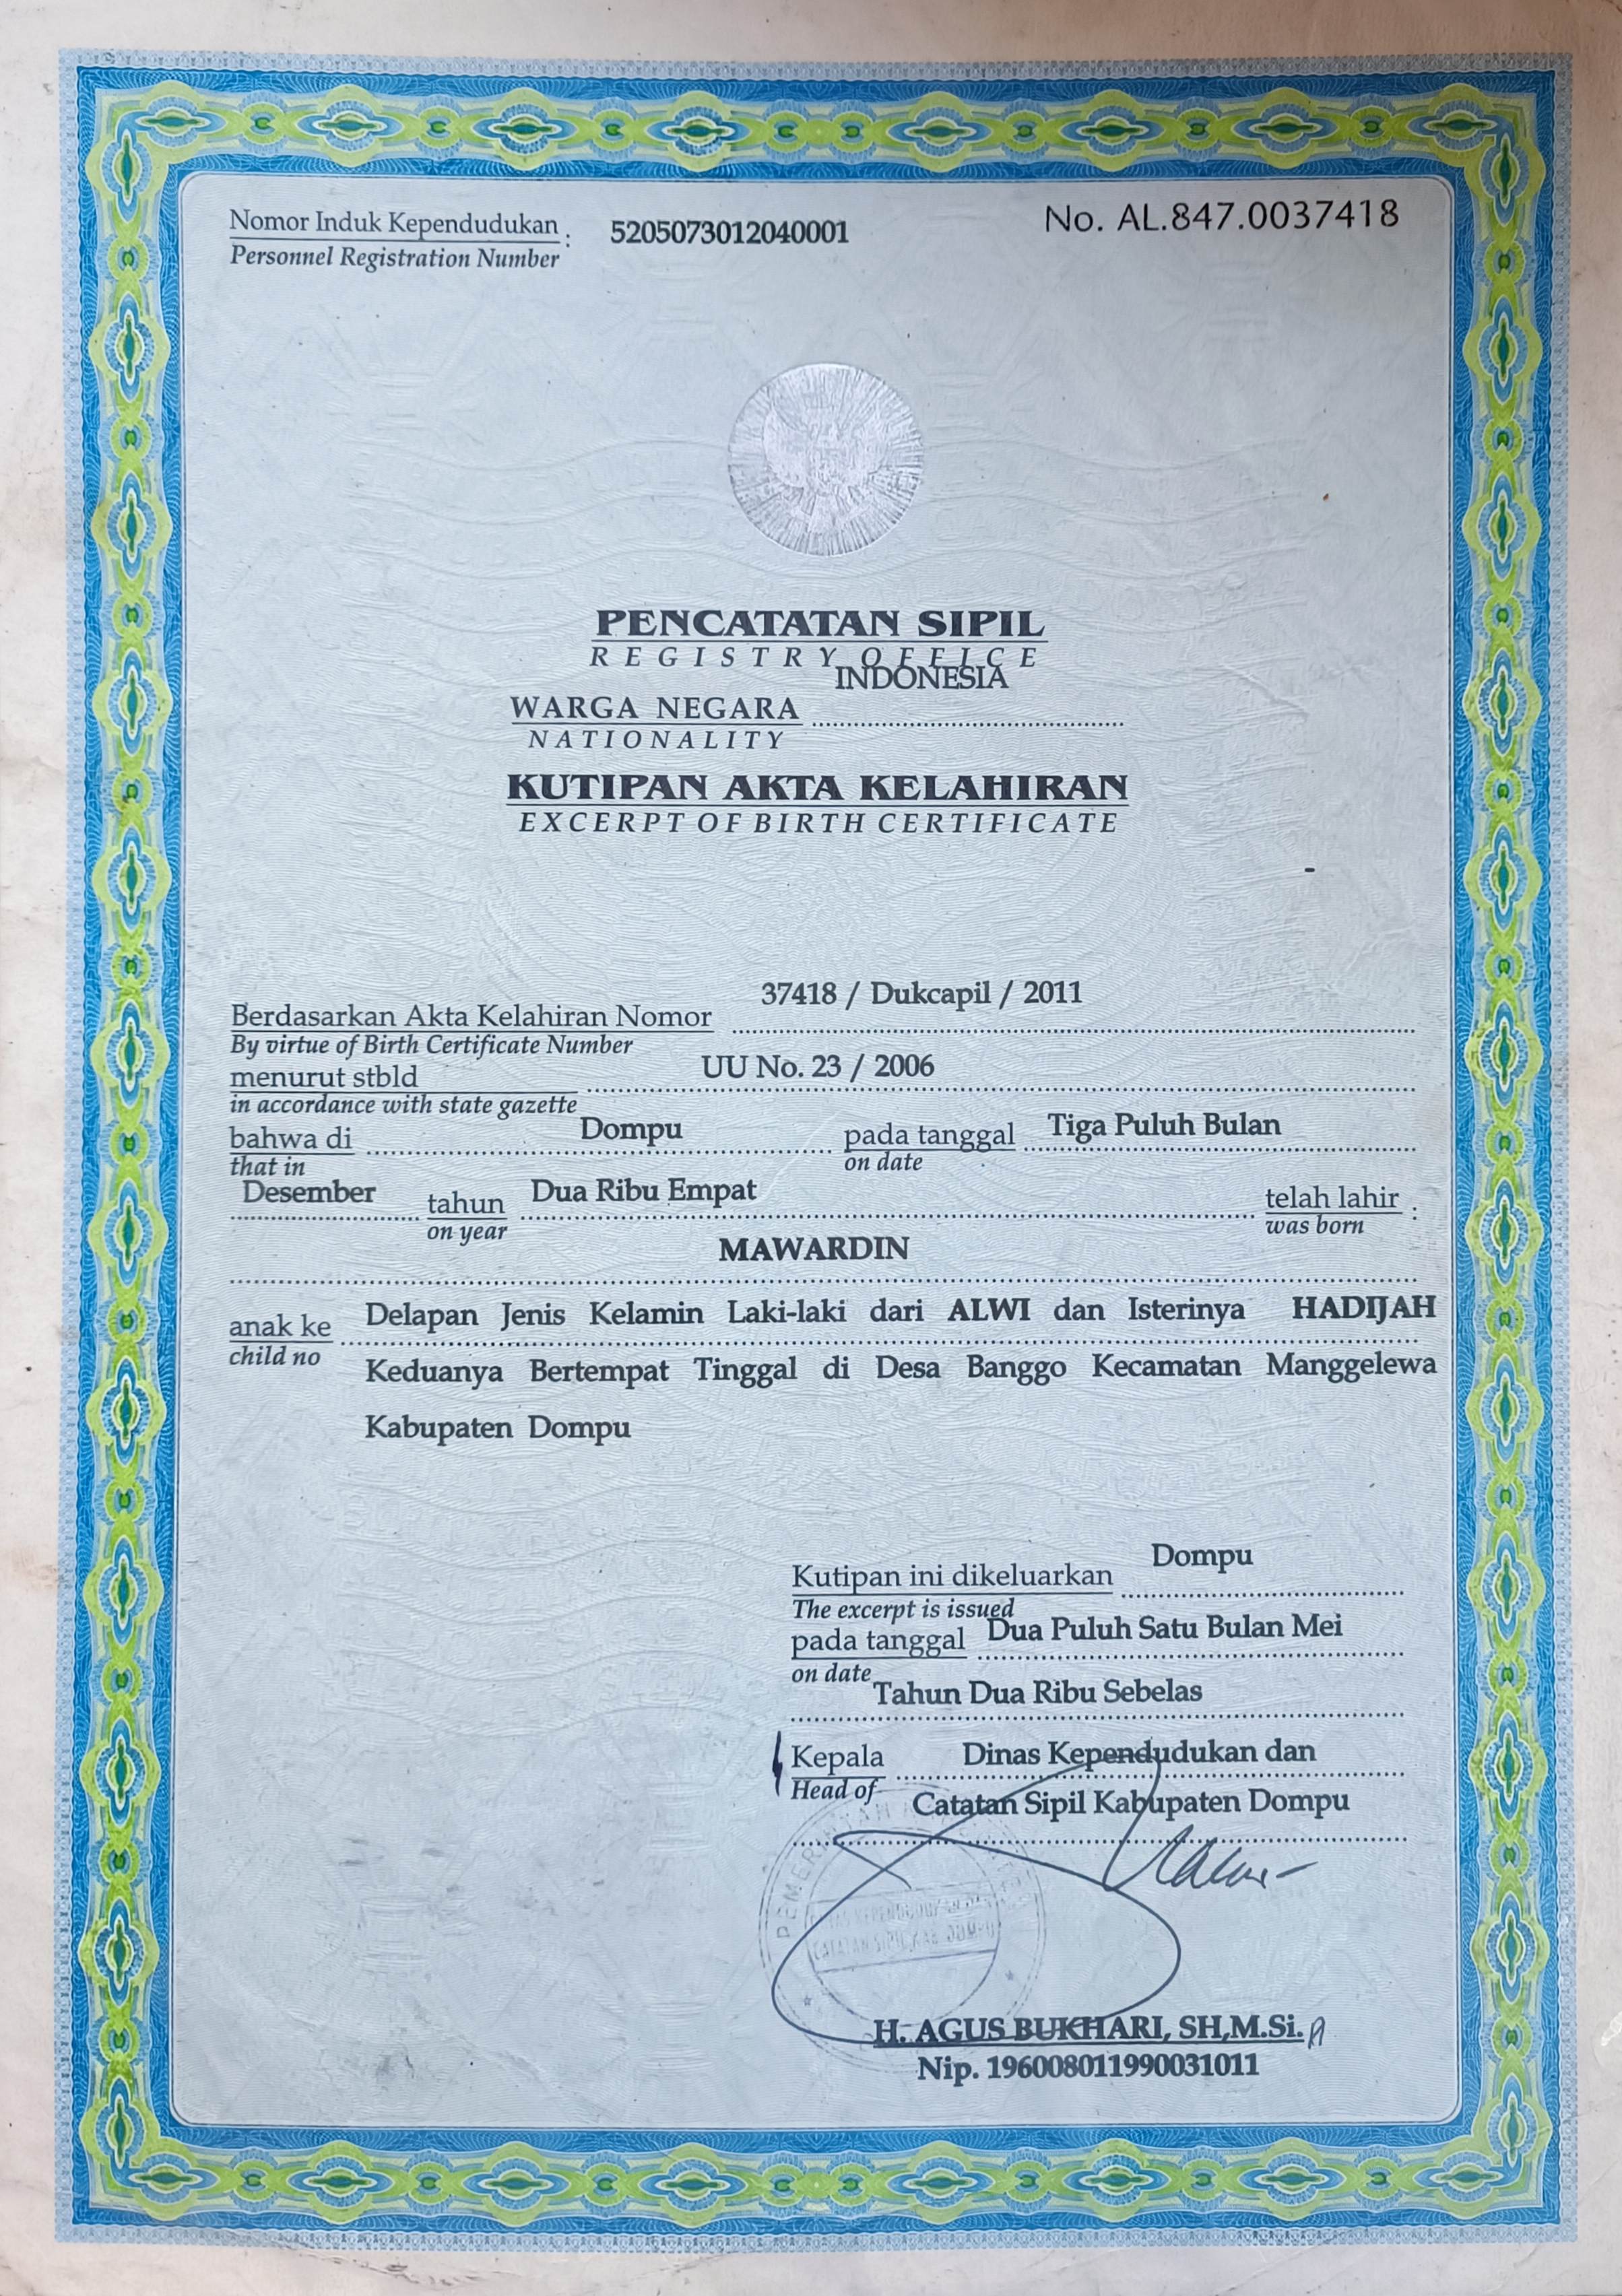 Nomor Induk Kependudukan : 5205073012040001
Personnel Registration Number
No. AL.847.0037418
PENCATATAN SIPIL
REGISTRY OFFICE
INDONESIA
WARGA NEGARA
NATIONALITY
KUTIPAN AKTA KELAHIRAN
EXCERPT OF BIRTH CERTIFICATE
37418 / Dukcapil / 2011
Berdasarkan Akta Kelahiran Nomor
By virtue of Birth Certificate Number
UU No. 23 / 2006
menurut stbld
in accordance with state gazette
bahwa di Dompu pada tanggal Tiga Puluh Bulan
that in on date
Desember tahun Dua Ribu Empat telah lahir :
on year was born
MAWARDIN
anak ke Delapan Jenis Kelamin Laki-laki dari ALWI dan Isterinya HADIJAH
child no
Keduanya Bertempat Tinggal di Desa Banggo Kecamatan Manggelewa
Kabupaten Dompu
Kutipan ini dikeluarkan Dompu
The excerpt is issued
pada tanggal Dua Puluh Satu Bulan Mei
on date
Tahun Dua Ribu Sebelas
Kepala Dinas Kependudukan dan
Head of
Catatan Sipil Kabupaten Dompu
CATATAN SIPIL KAB. DOMPU
H. AGUS BUKHARI, SH,M.Si.
Nip. 196008011990031011